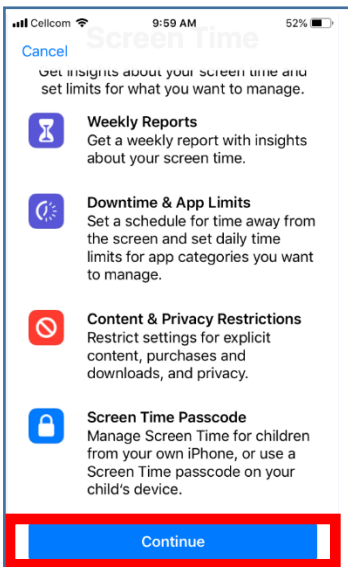 Cellcom 9:59 AM 52%
Screen Time
Cancel
Get insights about your screen time and
set limits for what you want to manage.
Weekly Reports
Get a weekly report with insights
about your screen time.
Downtime & App Limits
Set a schedule for time away from
the screen and set daily time
limits for app categories you want
to manage.
Content & Privacy Restrictions
Restrict settings for explicit
content, purchases and
downloads, and privacy.
Screen Time Passcode
Manage Screen Time for children
from your own iPhone, or use a
Screen Time passcode on your
child's device.
Continue